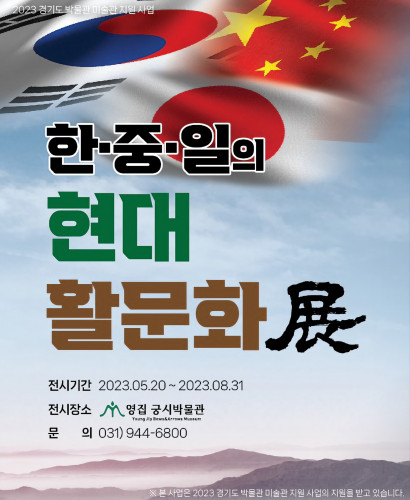 2023 경기도 박물관 미술관 지원 사업
한·중·일의
현대
활문화展
전시기간 2023.05.20 ~ 2023.08.31
전시장소 영집 궁시박물관
Young Jip Bows&Arrows Museum
문 의 031) 944-6800
※ 본 사업은 2023 경기도 박물관 미술관 지원 사업의 지원을 받고 있습니다.